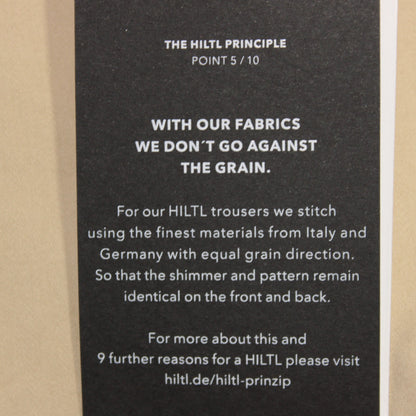 THE HILTL PRINCIPLE
POINT 5 / 10
WITH OUR FABRICS
WE DON´T GO AGAINST
THE GRAIN.
For our HILTL trousers we stitch
using the finest materials from Italy and
Germany with equal grain direction.
So that the shimmer and pattern remain
identical on the front and back.
For more about this and
9 further reasons for a HILTL please visit
hiltl.de/hiltl-prinzip